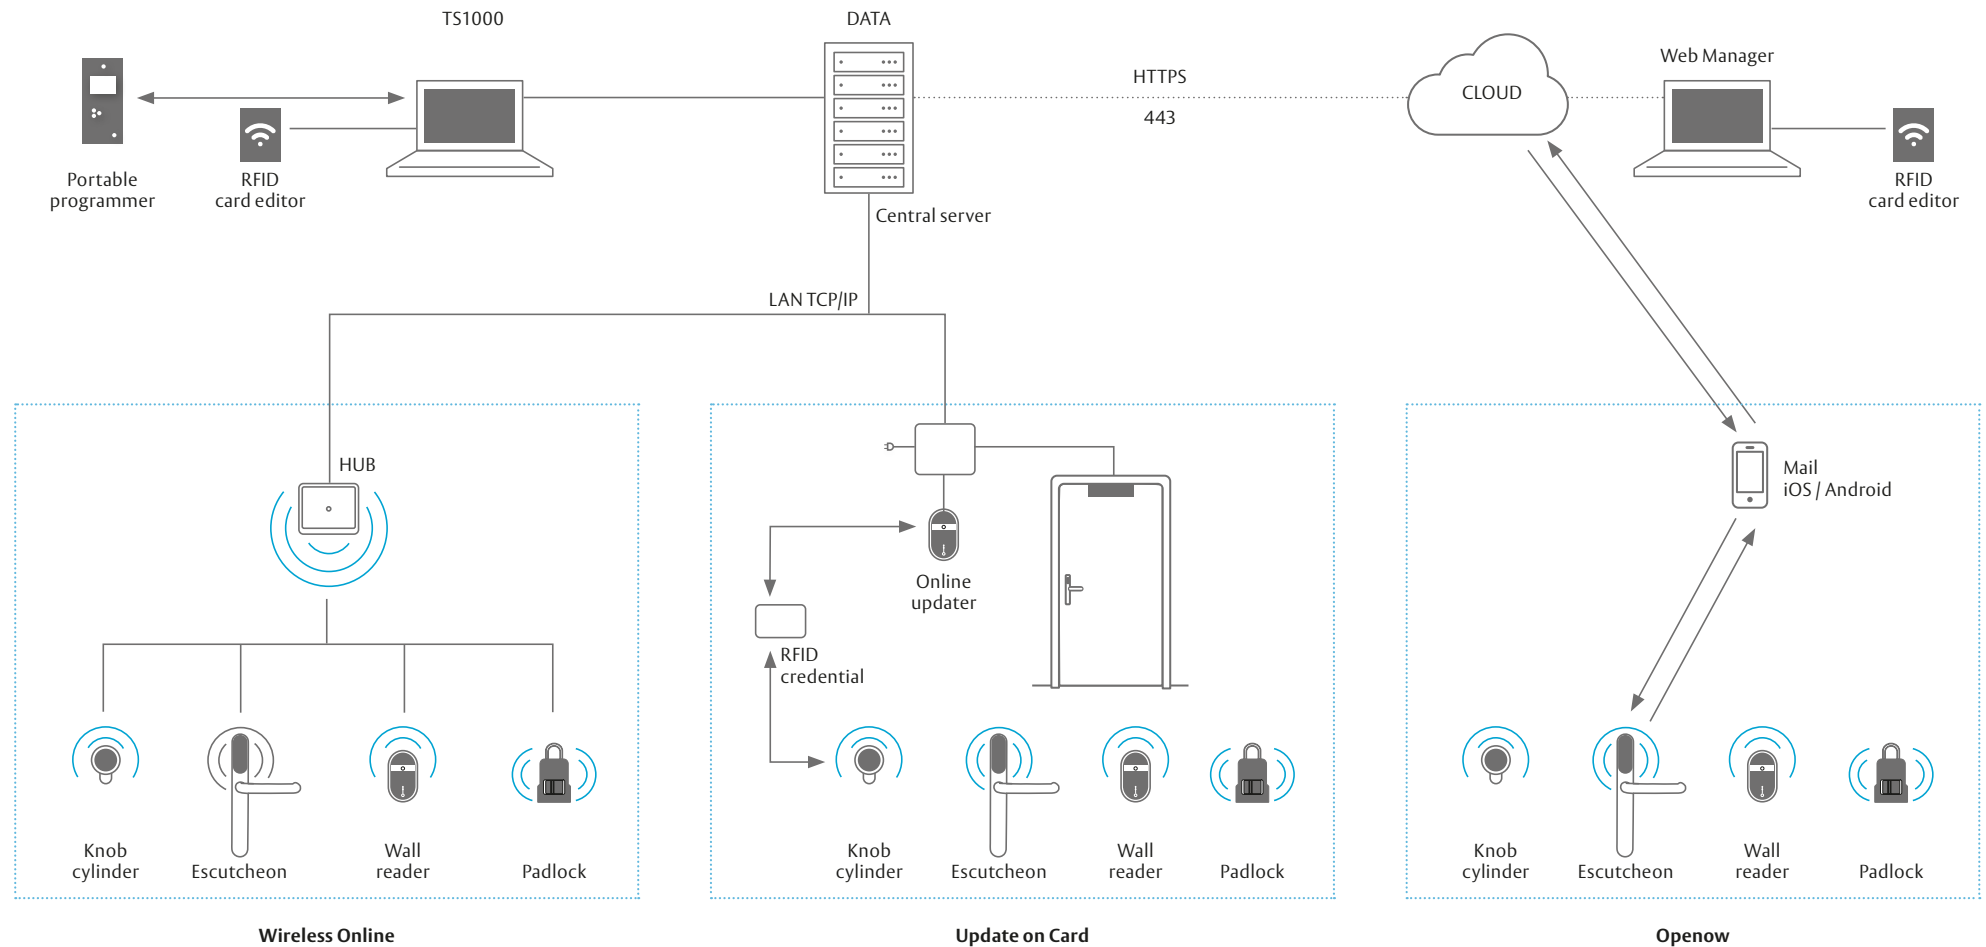 TS1000
DATA
HTTPS
443
CLOUD
Web Manager
Portable
programmer
RFID
card editor
Central server
RFID
card editor
LAN TCP/IP
HUB
Online
updater
RFID
credential
Mail
iOS / Android
Knob
cylinder
Escutcheon
Wall
reader
Padlock
Knob
cylinder
Escutcheon
Wall
reader
Padlock
Knob
cylinder
Escutcheon
Wall
reader
Padlock
Wireless Online
Update on Card
Openow